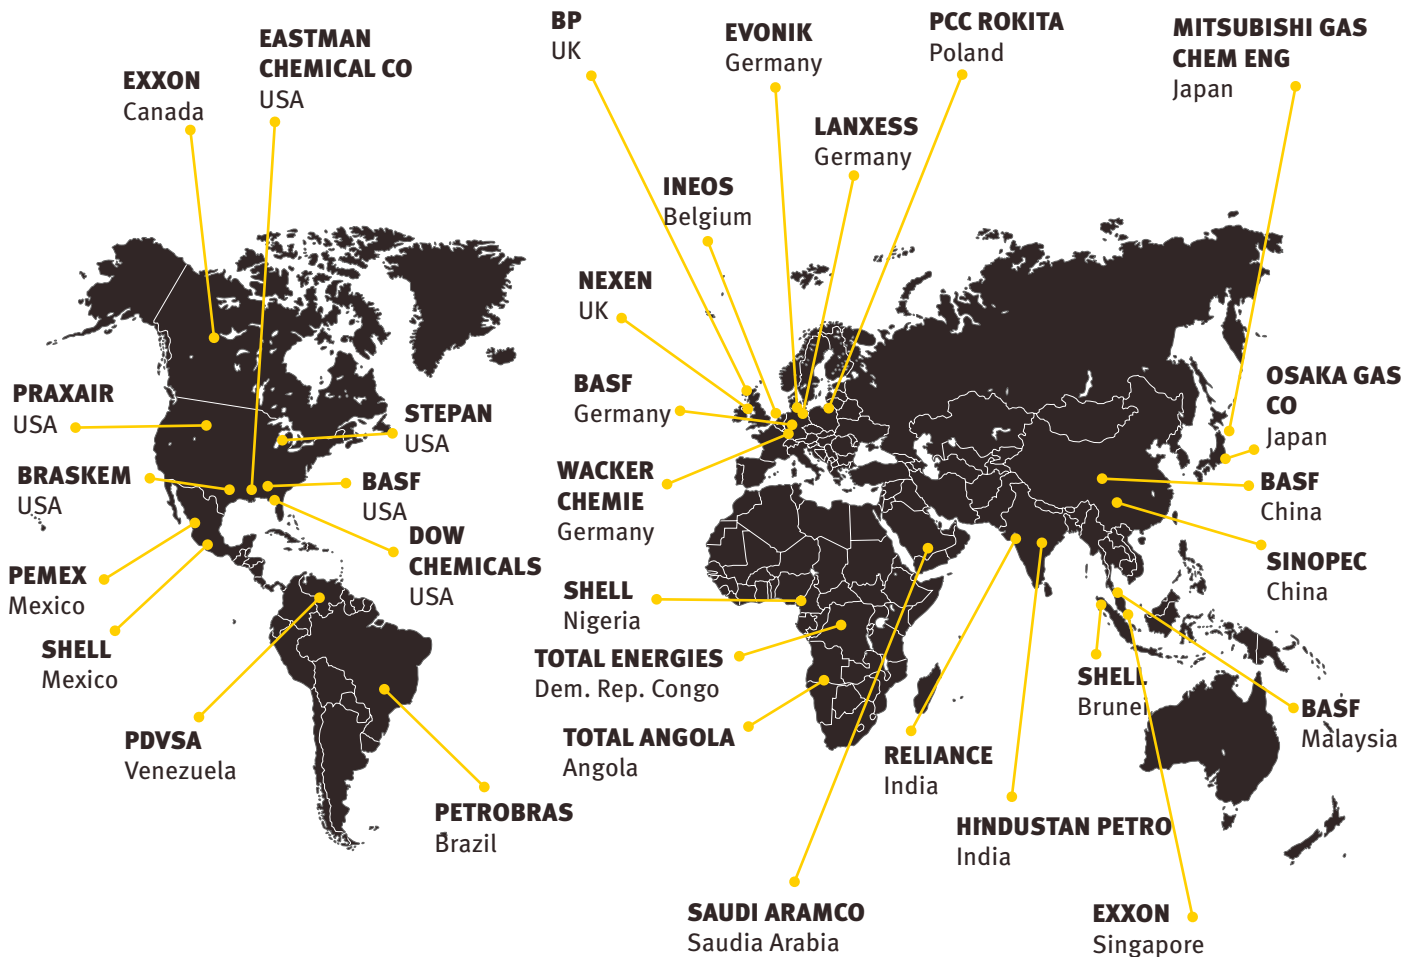 EASTMAN
CHEMICAL CO
USA
EXXON
Canada
BP
UK
EVONIK
Germany
PCC ROKITA
Poland
MITSUBISHI GAS
CHEM ENG
Japan
LANXESS
Germany
INEOS
Belgium
NEXEN
UK
PRAXAIR
USA
STEPAN
USA
BASF
Germany
OSAKA GAS
CO
Japan
BRASKEM
USA
BASF
USA
WACKER
CHEMIE
Germany
BASF
China
DOW
CHEMICALS
USA
SINOPEC
China
PEMEX
Mexico
SHELL
Nigeria
SHELL
Mexico
TOTAL ENERGIES
Dem. Rep. Congo
SHELL
Brunei
BASF
Malaysia
PDVSA
Venezuela
TOTAL ANGOLA
Angola
RELIANCE
India
PETROBRAS
Brazil
HINDUSTAN PETRO
India
SAUDI ARAMCO
Saudia Arabia
EXXON
Singapore